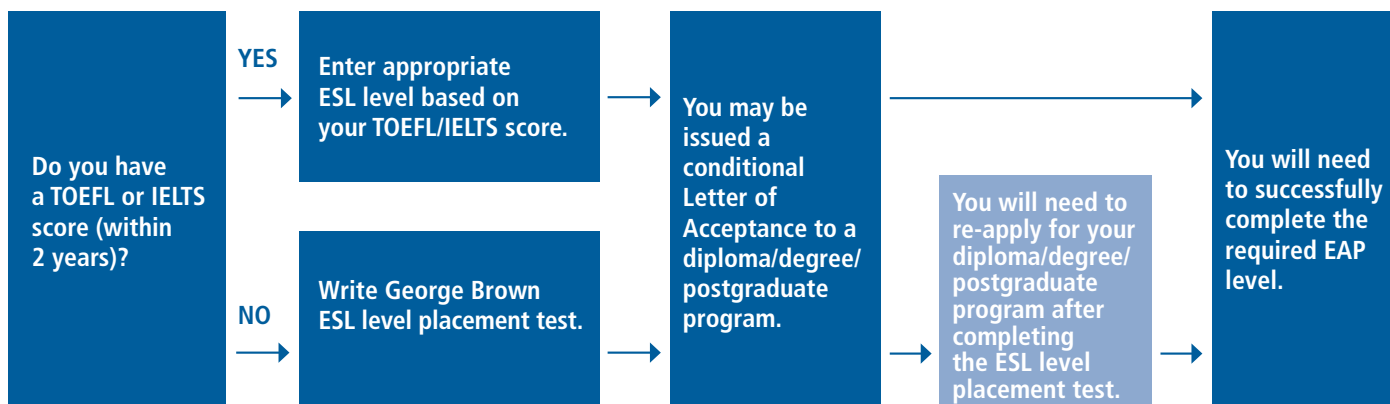 Do you have
a TOEFL or IELTS
score (within
2 years)?
YES
Enter appropriate
ESL level based on
your TOEFL/IELTS score.
NO
Write George Brown
ESL level placement test.
You may be
issued a
conditional
Letter of
Acceptance to a
diploma/degree/
postgraduate
program.
You will need to
re-apply for your
diploma/degree/
postgraduate
program after
completing
the ESL level
placement test.
You will need
to successfully
complete the
required EAP
level.